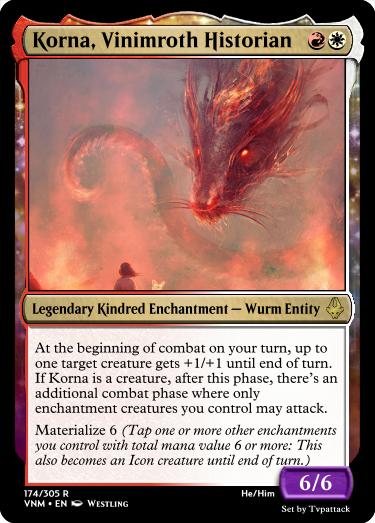 Korna, Vinimroth Historian
Legendary Kindred Enchantment — Wurm Entity
At the beginning of combat on your turn, up to
one target creature gets +1/+1 until end of turn.
If Korna is a creature, after this phase, there's an
additional combat phase where only
enchantment creatures you control may attack.
Materialize 6 (Tap one or more other enchantments
you control with total mana value 6 or more: This
also becomes an Icon creature until end of turn.)
6/6
174/305 R
He/Him
VNM • EN Westling
Set by Tvpattack